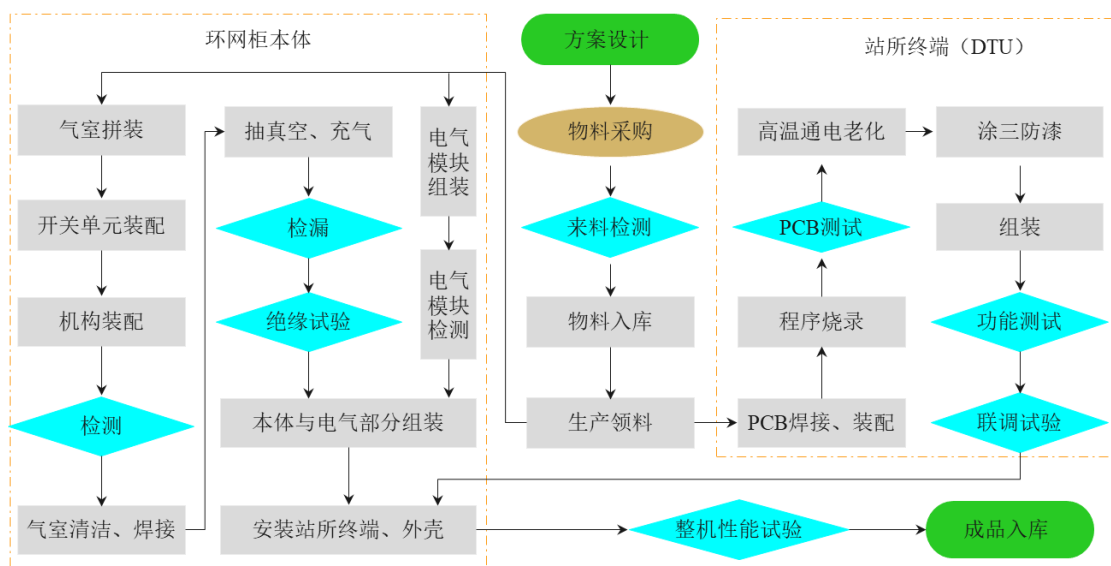 环网柜本体
方案设计
站所终端（DTU）
气室拼装
抽真空、充气
电气
模块
组装
物料采购
高温通电老化
涂三防漆
开关单元装配
检漏
来料检测
PCB测试
组装
机构装配
绝缘试验
电气
模块
检测
物料入库
程序烧录
功能测试
检测
本体与电气部分组装
生产领料
PCB焊接、装配
联调试验
气室清洁、焊接
安装站所终端、外壳
整机性能试验
成品入库